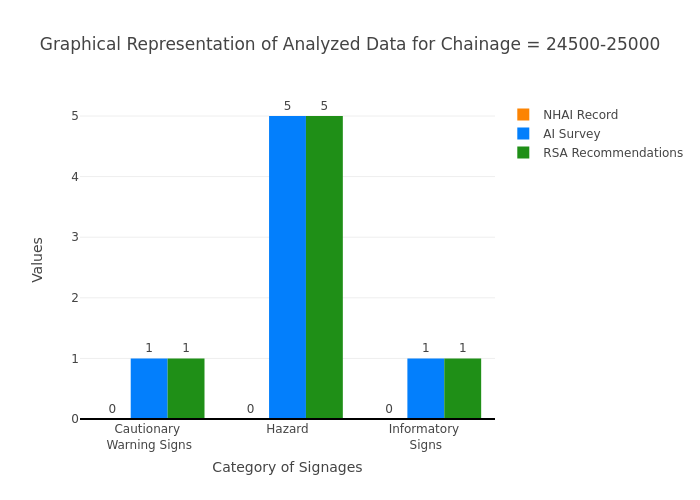 Graphical Representation of Analyzed Data for Chainage = 24500-25000
NHAI Record
AI Survey
RSA Recommendations
Values
5
4
3
2
1
0
0 1 1
0 5 5
0 1 1
Cautionary
Warning Signs
Hazard
Informatory
Signs
Category of Signages